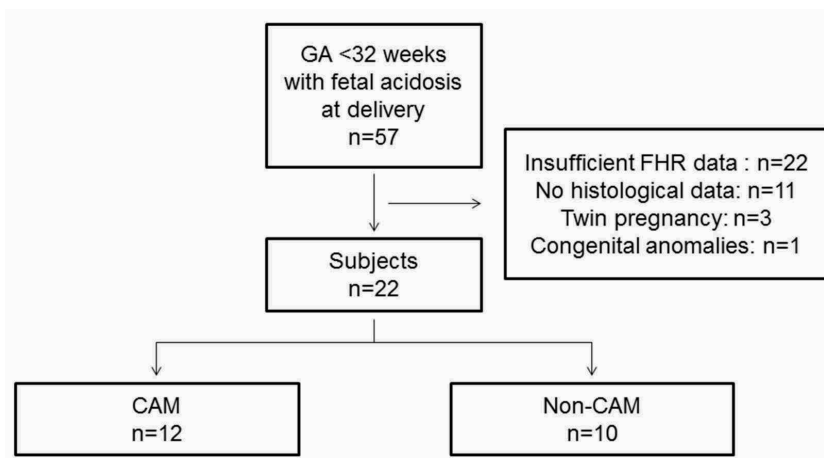 GA <32 weeks
with fetal acidosis
at delivery
n=57
Insufficient FHR data : n=22
No histological data: n=11
Twin pregnancy: n=3
Congenital anomalies: n=1
Subjects
n=22
CAM
n=12
Non-CAM
n=10